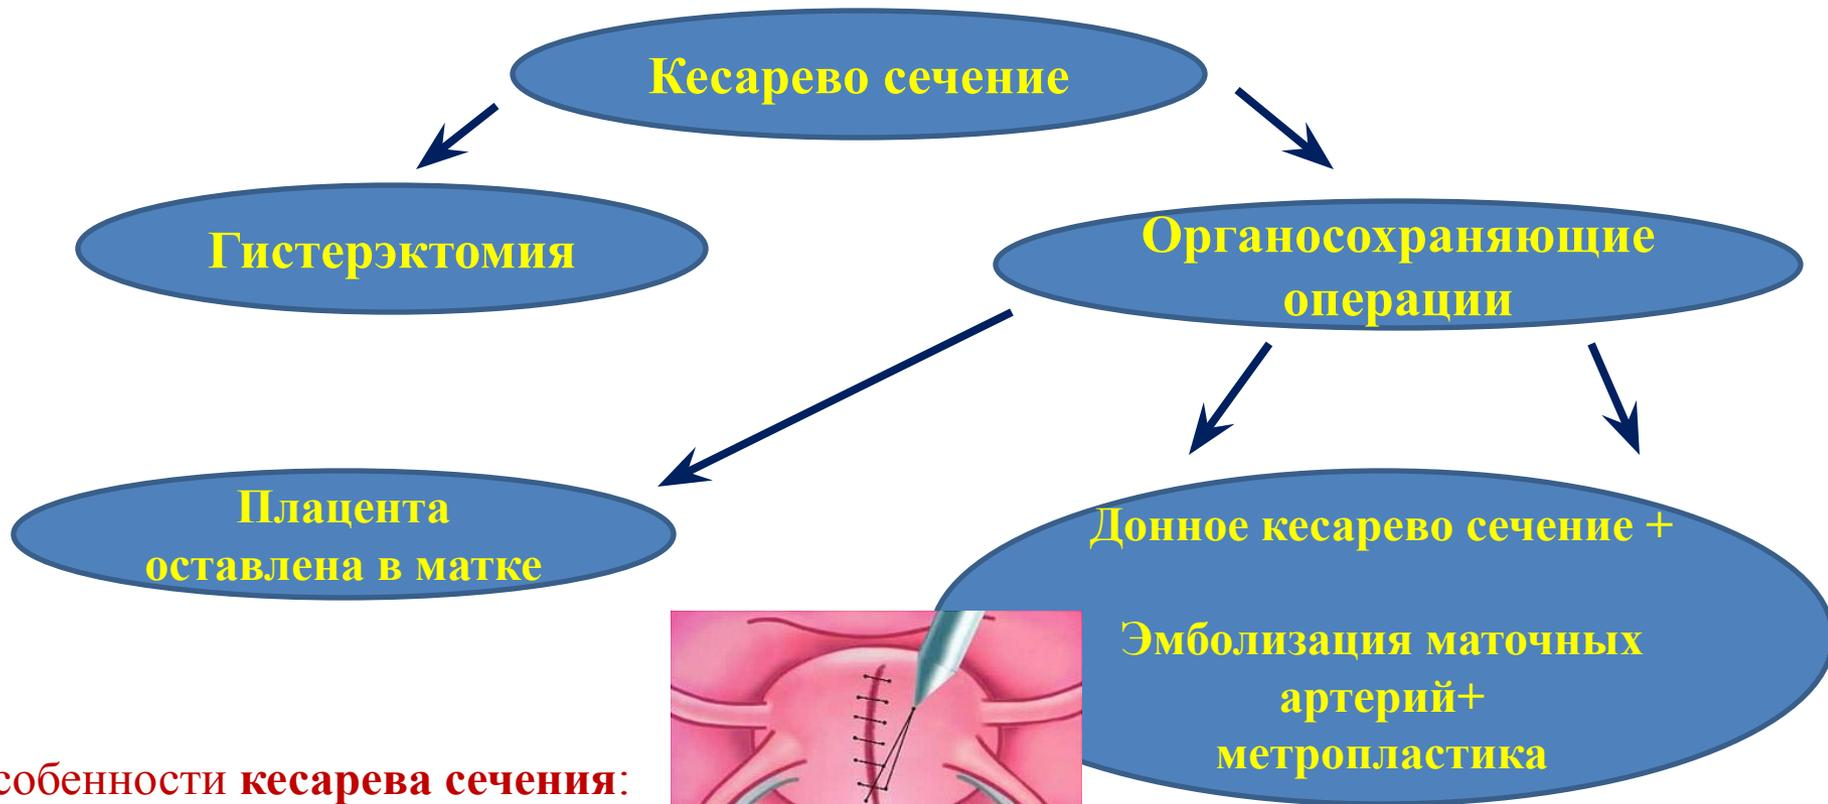 Кесарево сечение
Гистерэктомия
Органосохраняющие
операции
Плацента
оставлена в матке
Донное кесарево сечение +
Эмболизация маточных
артерий+
метропластика
собенности кесарева сечения: